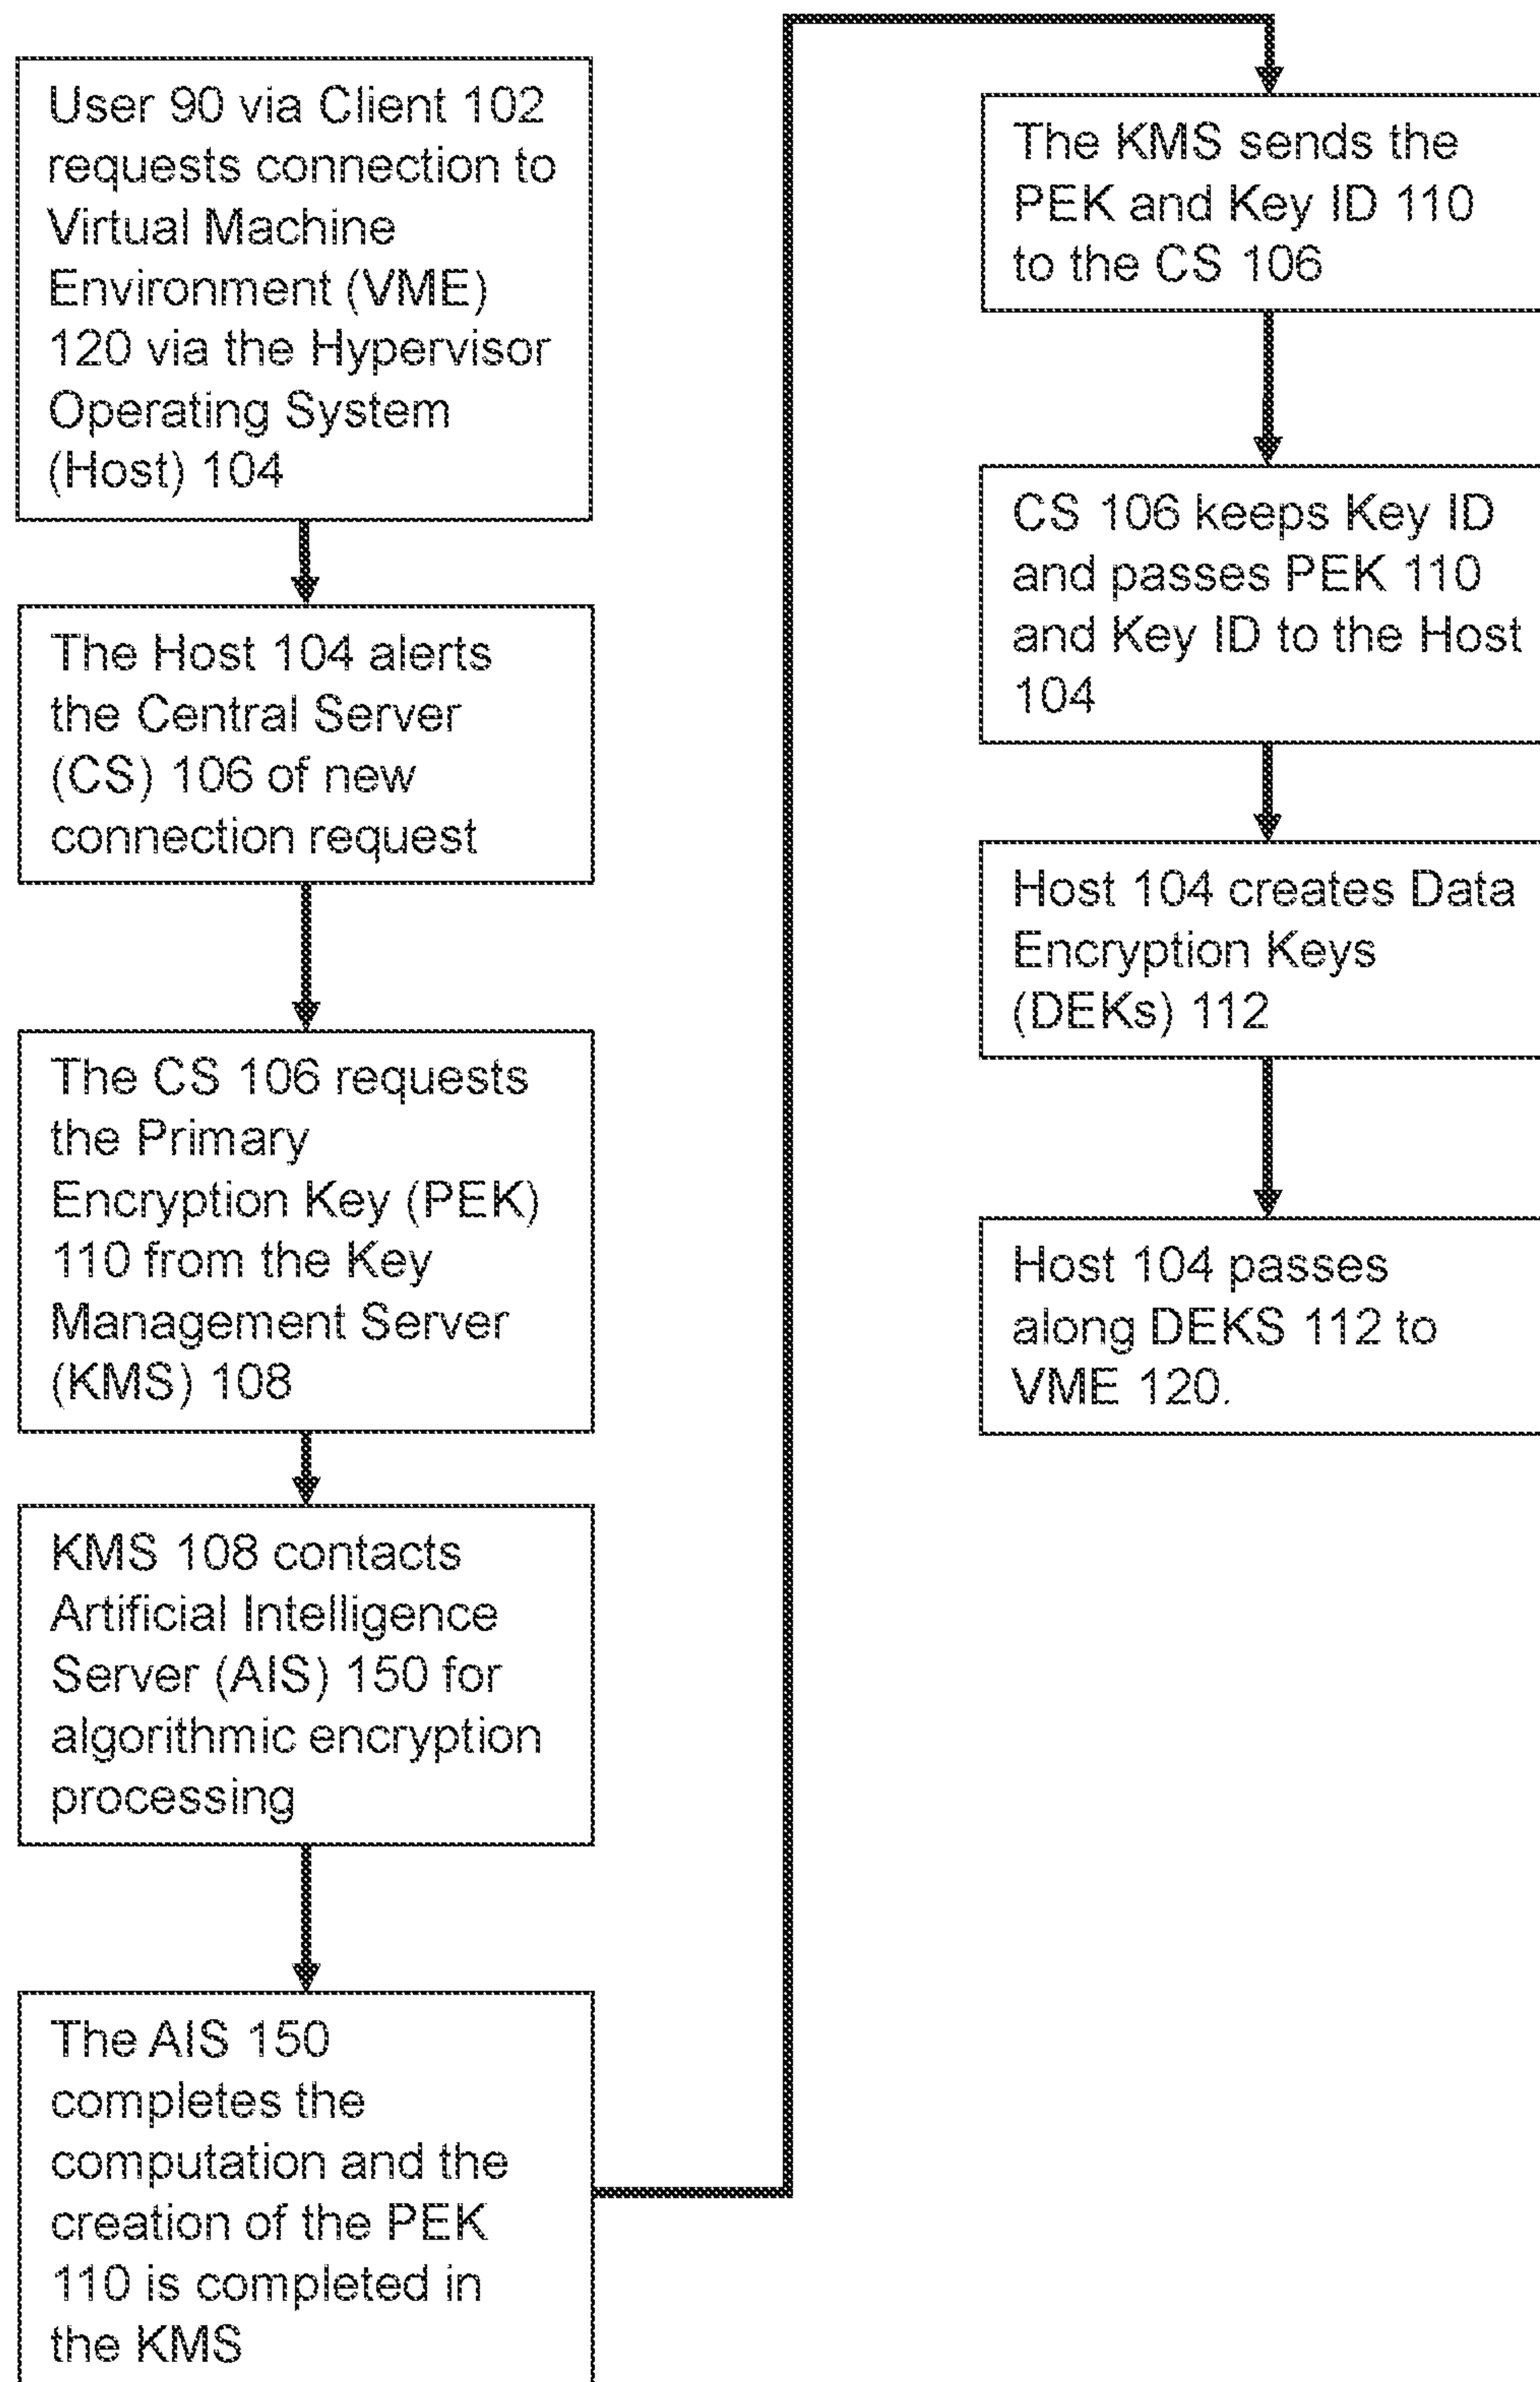 User 90 via Client 102
requests connection to
Virtual Machine
Environment (VME)
120 via the Hypervisor
Operating System
(Host) 104
The Host 104 alerts
the Central Server
(CS) 106 of new
connection request
The CS 106 requests
the Primary
Encryption Key (PEK)
110 from the Key
Management Server
(KMS) 108
KMS 108 contacts
Artificial Intelligence
Server (AIS) 150 for
algorithmic encryption
processing
The AIS 150
completes the
computation and the
creation of the PEK
110 is completed in
the KMS
The KMS sends the
PEK and Key ID 110
to the CS 106
CS 106 keeps Key ID
and passes PEK 110
and Key ID to the Host
104
Host 104 creates Data
Encryption Keys
(DEKs) 112
Host 104 passes
along DEKS 112 to
VME 120.